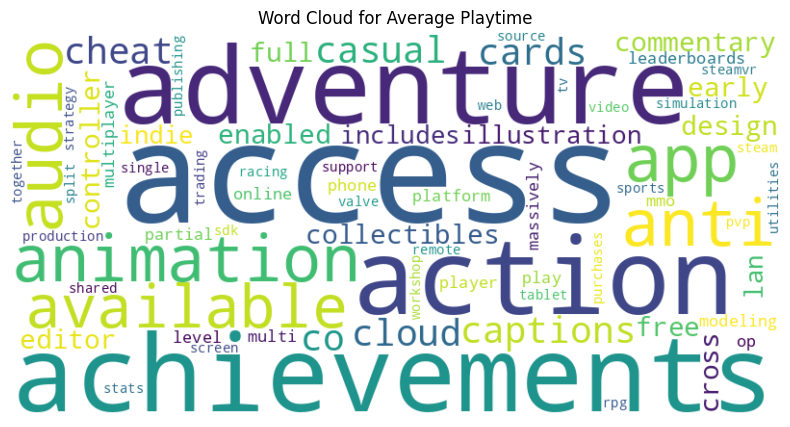 Word Cloud for Average Playtime
adventure
access
achievements
action
audio
animation
available
app
anti
cheat
casual
cards
commentary
full
source
publishing
leaderboards
steamvr
tv
early
web
video
simulation
together
strategy
split
controller
multiplayer
indie
enabled
includes
illustration
design
steam
single
trading
racing
support
online
phone
valve
platform
massively
sports
mmo
utilities
pvp
production
partial
sdk
collectibles
remote
workshop
player
play
tablet
purchases
lan
shared
editor
level
multi
co
cloud
captions
free
modeling
cross
op
screen
stats
rpg